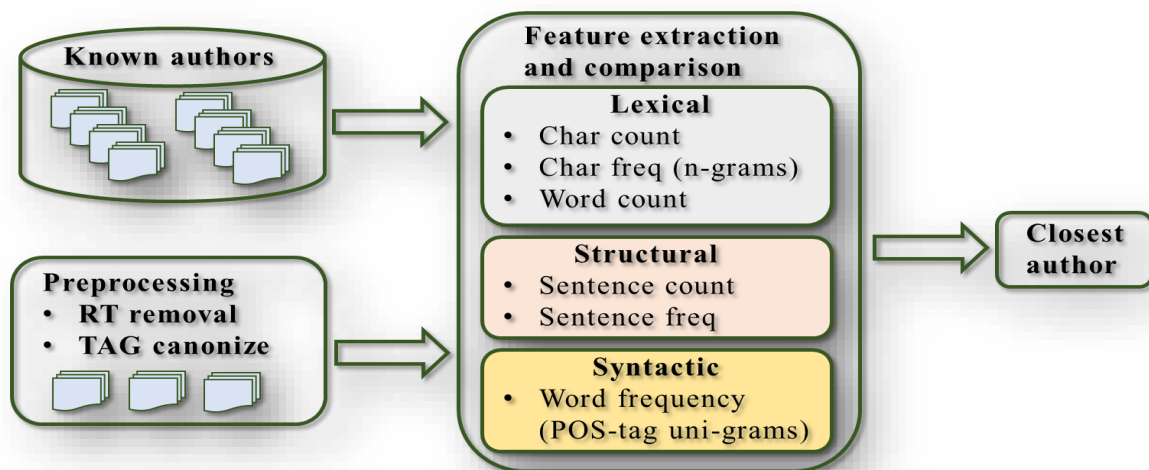 Known authors
Preprocessing
• RT removal
• TAG canonize
Feature extraction
and comparison
Lexical
• Char count
• Char freq (n-grams)
• Word count
Structural
• Sentence count
• Sentence freq
Syntactic
• Word frequency
(POS-tag uni-grams)
Closest
author